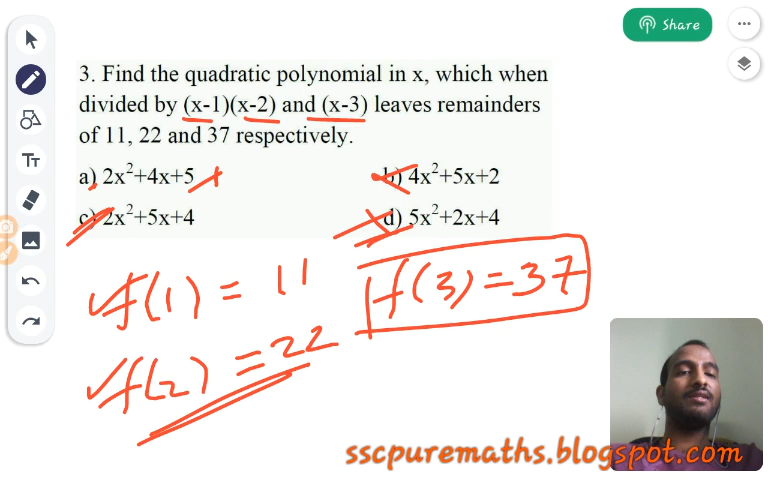 Share
3. Find the quadratic polynomial in x, which when
divided by (x-1)(x-2) and (x-3) leaves remainders
of 11, 22 and 37 respectively.
a) 2x²+4x+5
b) 4x²+5x+2
c) 2x²+5x+4
d) 5x²+2x+4
f(1) = 11
f(3) = 37
f(2) = 22
sscpuremaths.blogspot.com